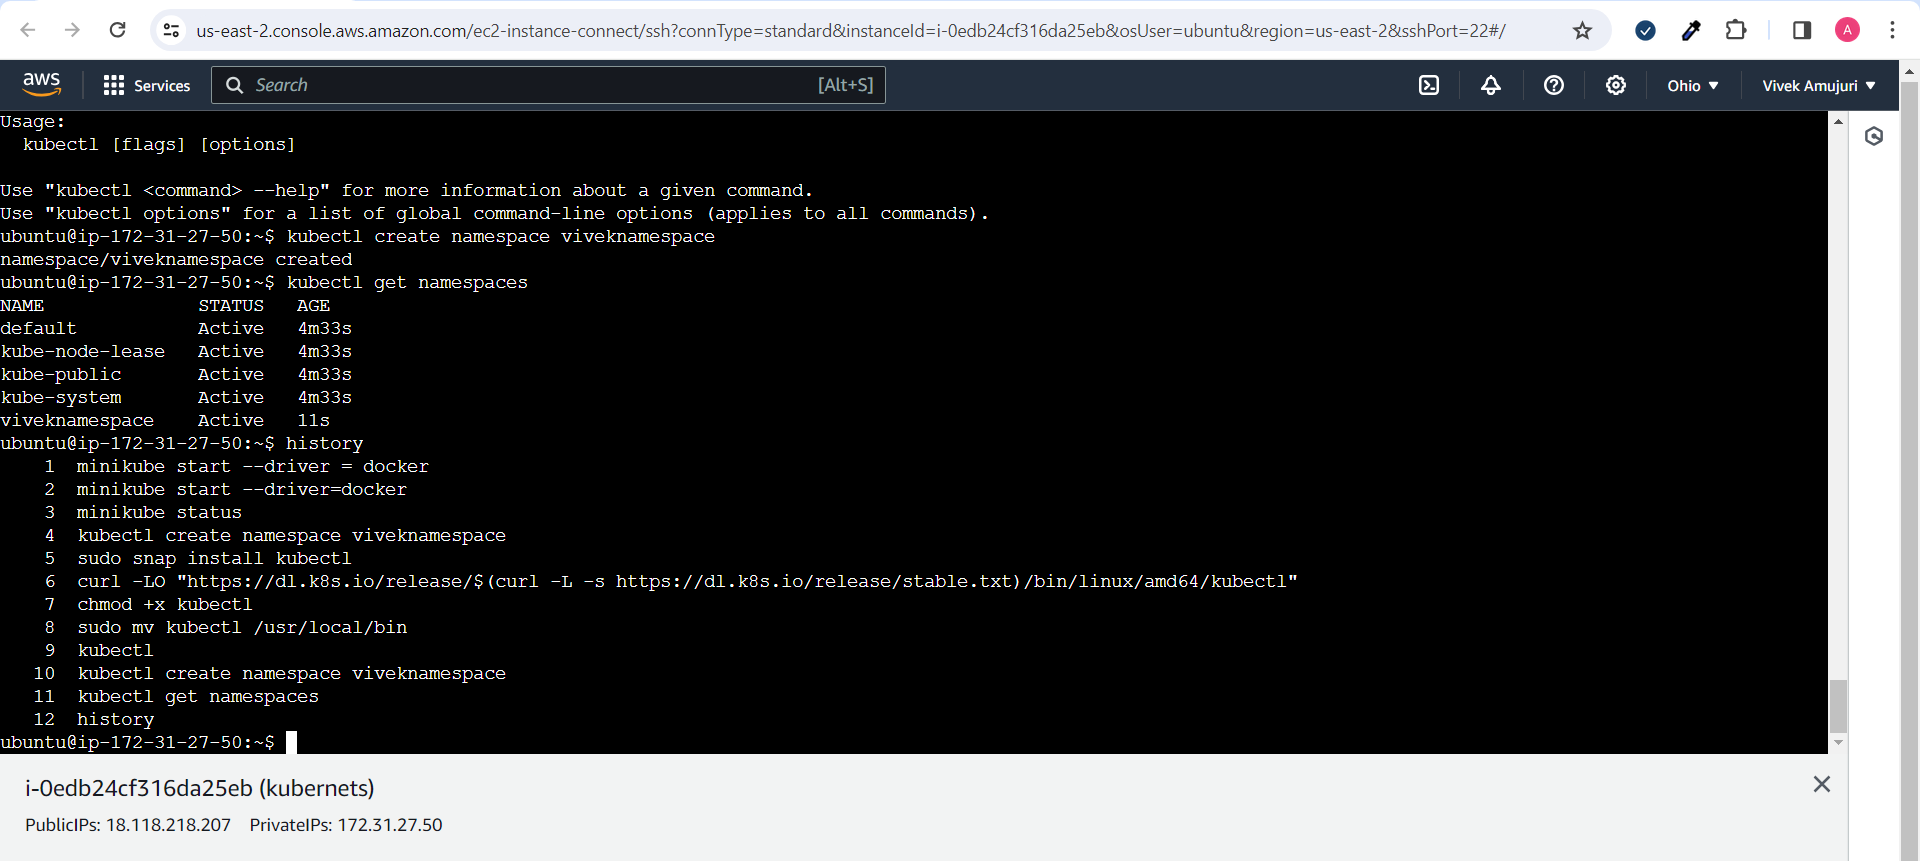 us-east-2.console.aws.amazon.com/ec2-instance-connect/ssh?connType=standard&instanceId=i-0edb24cf316da25eb&osUser=ubuntu&region=us-east-2&sshPort=22#/
A
aws
Services
Search
[Alt+S]
Ohio
Vivek Amujuri
Usage:
  kubectl [flags] [options]
Use "kubectl <command> --help" for more information about a given command.
Use "kubectl options" for a list of global command-line options (applies to all commands).
ubuntu@ip-172-31-27-50:~$ kubectl create namespace viveknamespace
namespace/viveknamespace created
ubuntu@ip-172-31-27-50:~$ kubectl get namespaces
NAME              STATUS   AGE
default           Active   4m33s
kube-node-lease   Active   4m33s
kube-public       Active   4m33s
kube-system       Active   4m33s
viveknamespace    Active   11s
ubuntu@ip-172-31-27-50:~$ history
    1  minikube start --driver = docker
    2  minikube start --driver=docker
    3  minikube status
    4  kubectl create namespace viveknamespace
    5  sudo snap install kubectl
    6  curl -LO "https://dl.k8s.io/release/$(curl -L -s https://dl.k8s.io/release/stable.txt)/bin/linux/amd64/kubectl"
    7  chmod +x kubectl
    8  sudo mv kubectl /usr/local/bin
    9  kubectl
   10  kubectl create namespace viveknamespace
   11  kubectl get namespaces
   12  history
ubuntu@ip-172-31-27-50:~$
i-0edb24cf316da25eb (kubernets)
PublicIPs: 18.118.218.207    PrivateIPs: 172.31.27.50